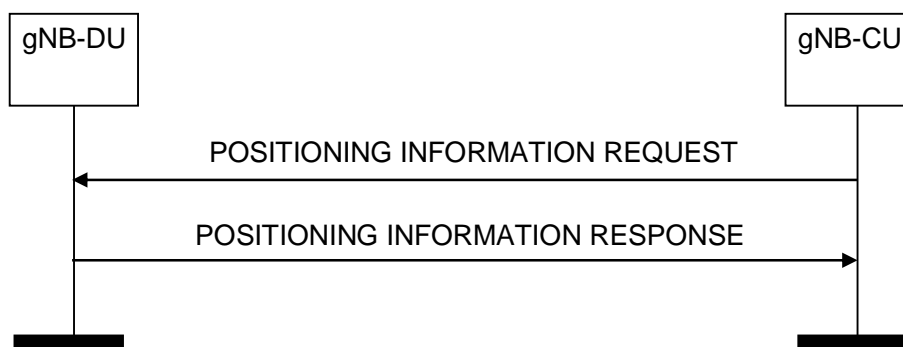 gNB-DU
gNB-CU
POSITIONING INFORMATION REQUEST
POSITIONING INFORMATION RESPONSE